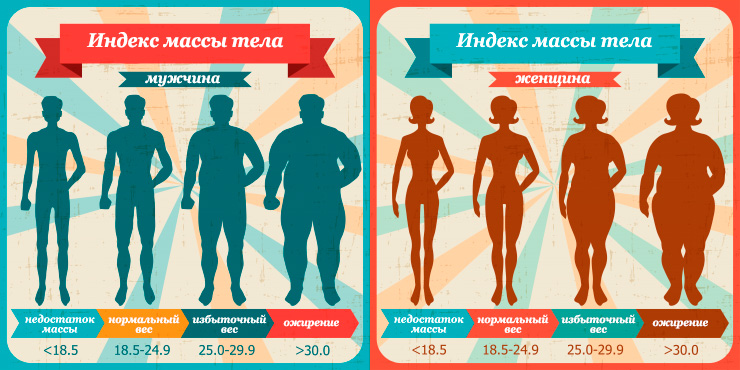 Индекс массы тела
мужчина
недостаток
массы
нормальный
вес
избыточный
вес
ожирение
<18.5
18.5-24.9
25.0-29.9
>30.0
Индекс массы тела
женщина
недостаток
массы
нормальный
вес
избыточный
вес
ожирение
<18.5
18.5-24.9
25.0-29.9
>30.0